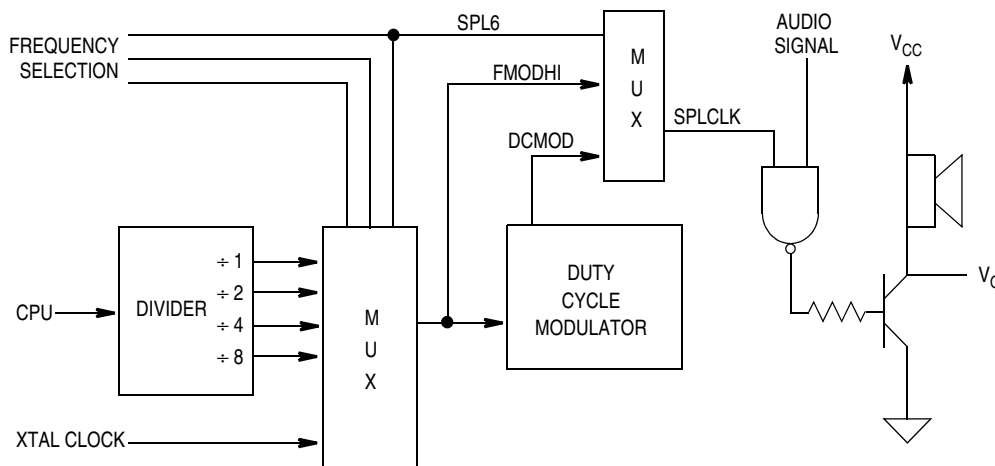 FREQUENCY
SELECTION
SPL6
FMODHI
DCMOD
M
U
X
SPLCLK
AUDIO
SIGNAL
VCC
CPU
DIVIDER
÷ 1
÷ 2
÷ 4
÷ 8
XTAL CLOCK
M
U
X
DUTY
CYCLE
MODULATOR